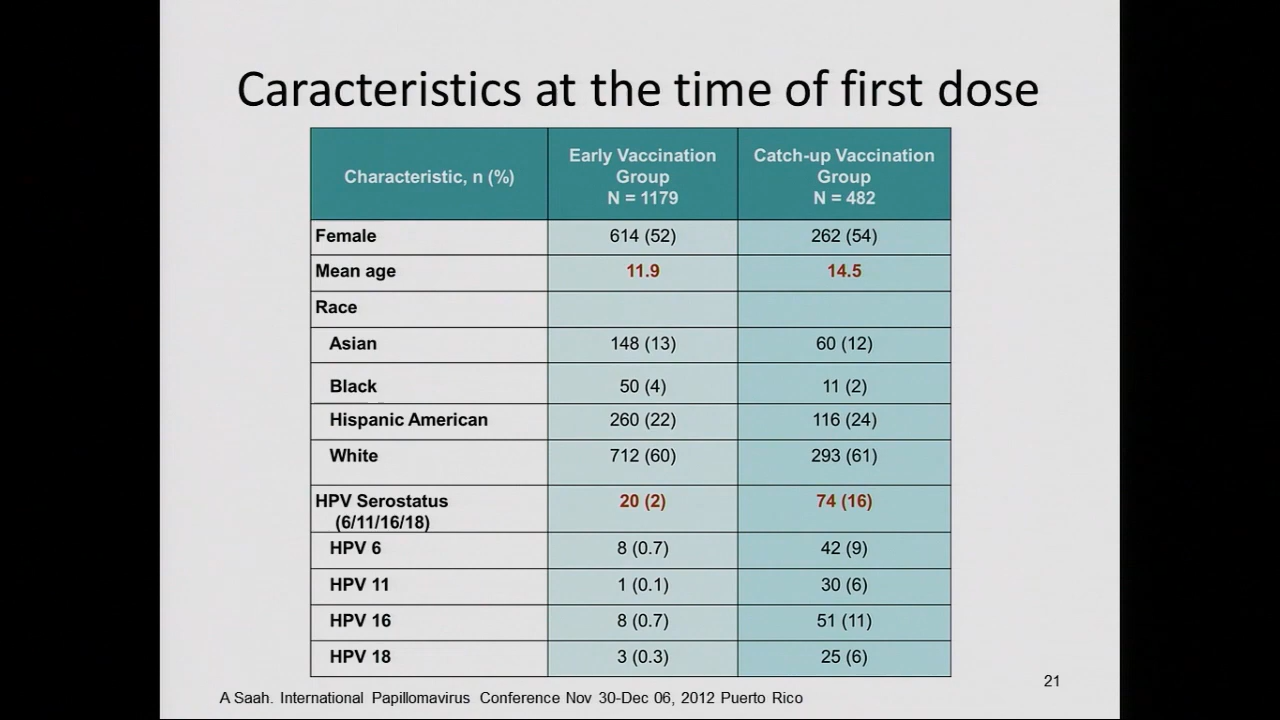 Caracteristics at the time of first dose
Characteristic, n (%)
Early Vaccination
Group
N = 1179
Catch-up Vaccination
Group
N = 482
Female 614 (52) 262 (54)
Mean age 11.9 14.5
Race
Asian 148 (13) 60 (12)
Black 50 (4) 11 (2)
Hispanic American 260 (22) 116 (24)
White 712 (60) 293 (61)
HPV Serostatus 20 (2) 74 (16)
(6/11/16/18)
HPV 6 8 (0.7) 42 (9)
HPV 11 1 (0.1) 30 (6)
HPV 16 8 (0.7) 51 (11)
HPV 18 3 (0.3) 25 (6)
21
A Saah. International Papillomavirus Conference Nov 30-Dec 06, 2012 Puerto Rico